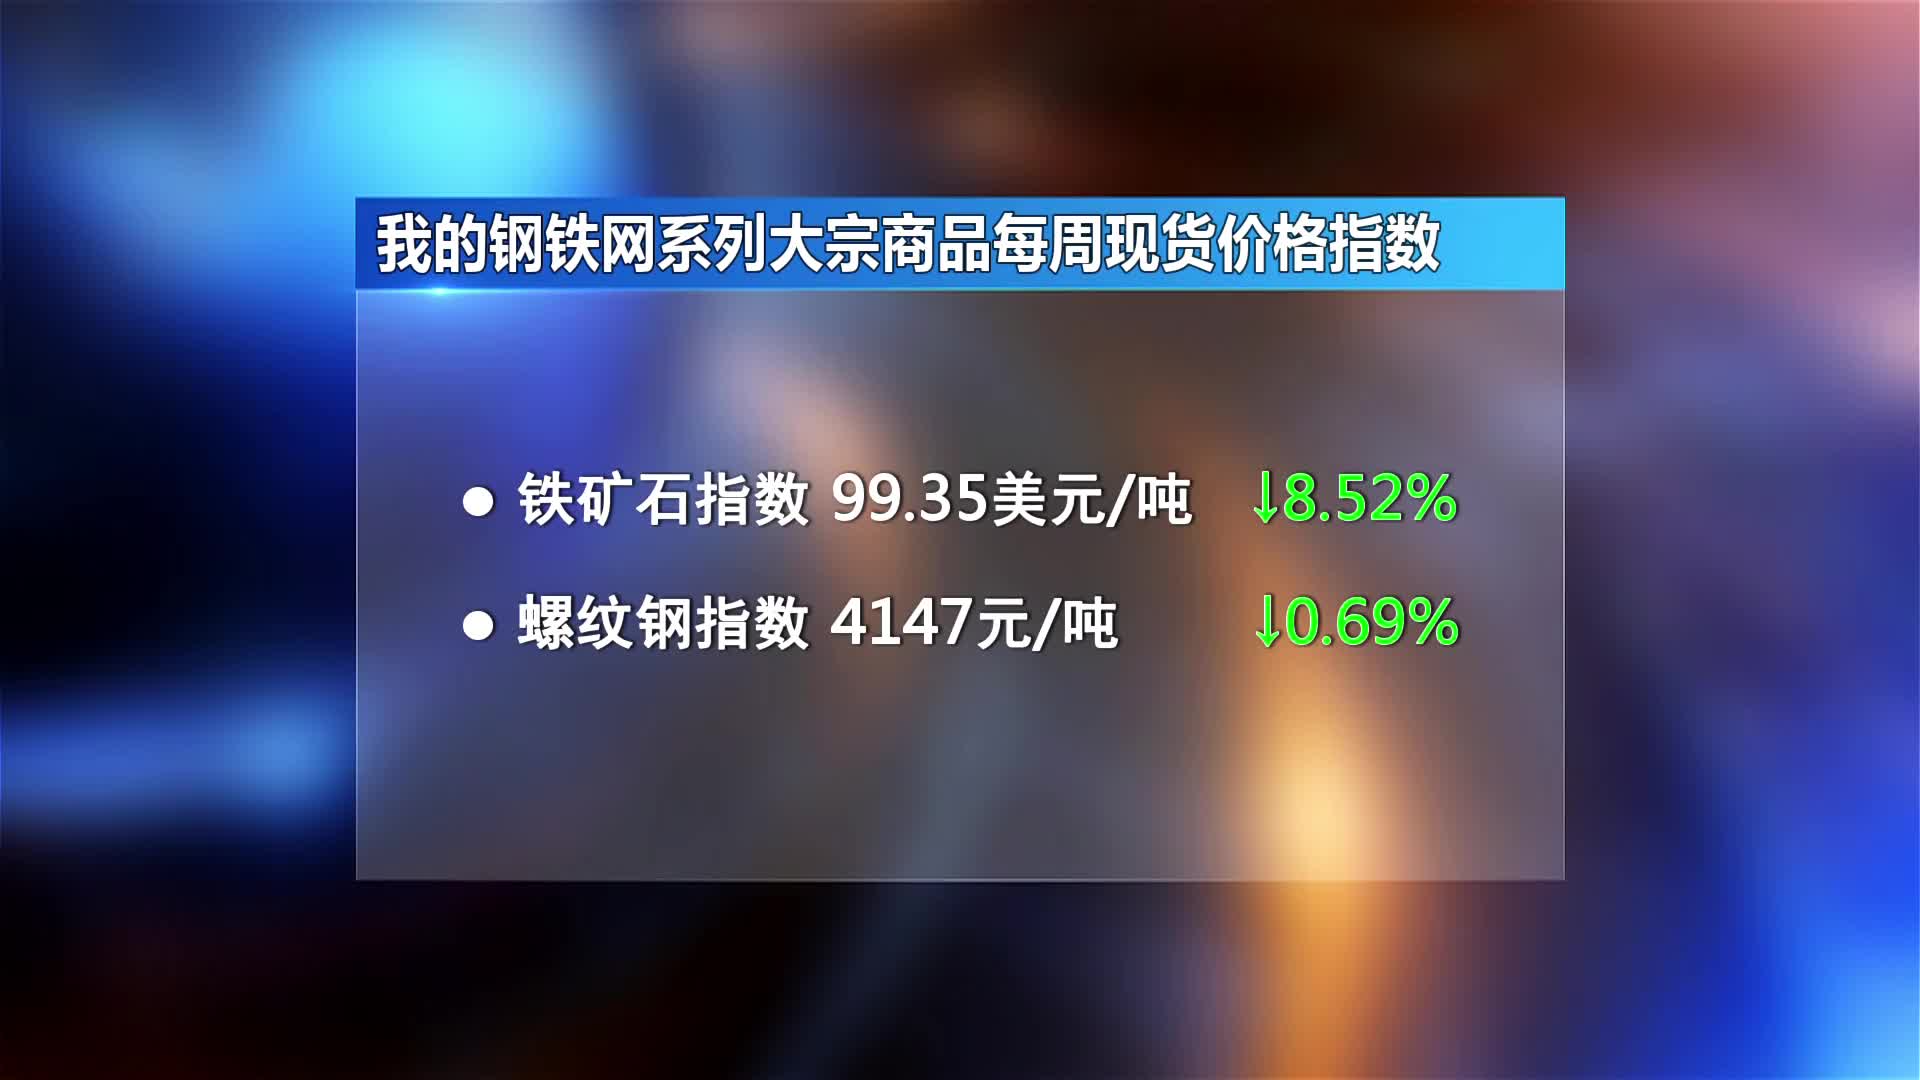 我的钢铁网系列大宗商品每周现货价格指数
● 铁矿石指数 99.35美元/吨 ↓8.52%
● 螺纹钢指数 4147元/吨 ↓0.69%